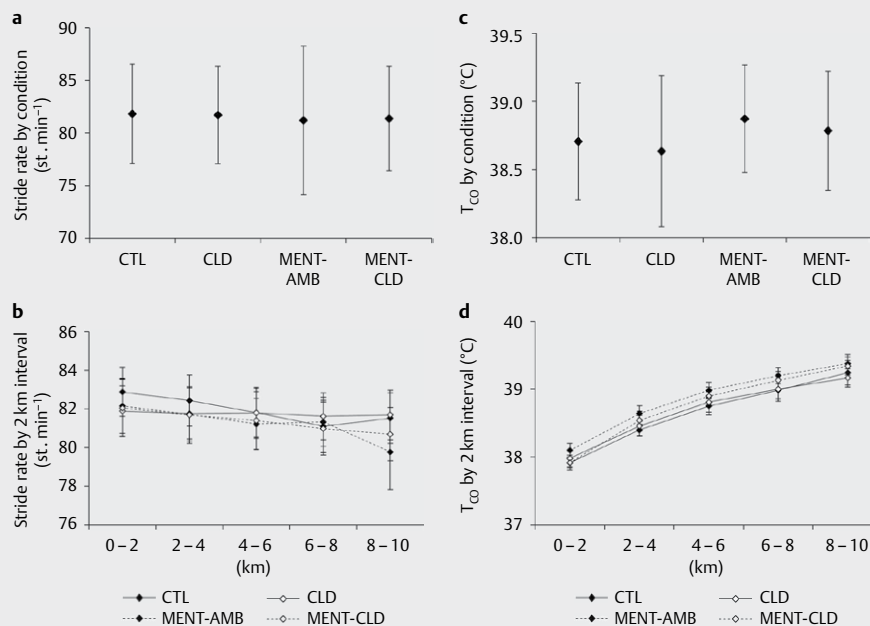 a
Stride rate by condition
(st . min−1)
90
85
80
75
70
CTL
CLD
MENT-
AMB
MENT-
CLD
c
TCO by condition (°C)
39.5
39.0
38.5
38.0
CTL
CLD
MENT-
AMB
MENT-
CLD
b
Stride rate by 2 km interval
(st . min−1)
86
84
82
80
78
76
0 – 2
2 – 4
4 – 6
6 – 8
8 – 10
(km)
CTL
CLD
MENT-AMB
MENT-CLD
d
TCO by 2 km interval (°C)
40
39
38
37
0 – 2
2 – 4
4 – 6
6 – 8
8 – 10
(km)
CTL
CLD
MENT-AMB
MENT-CLD